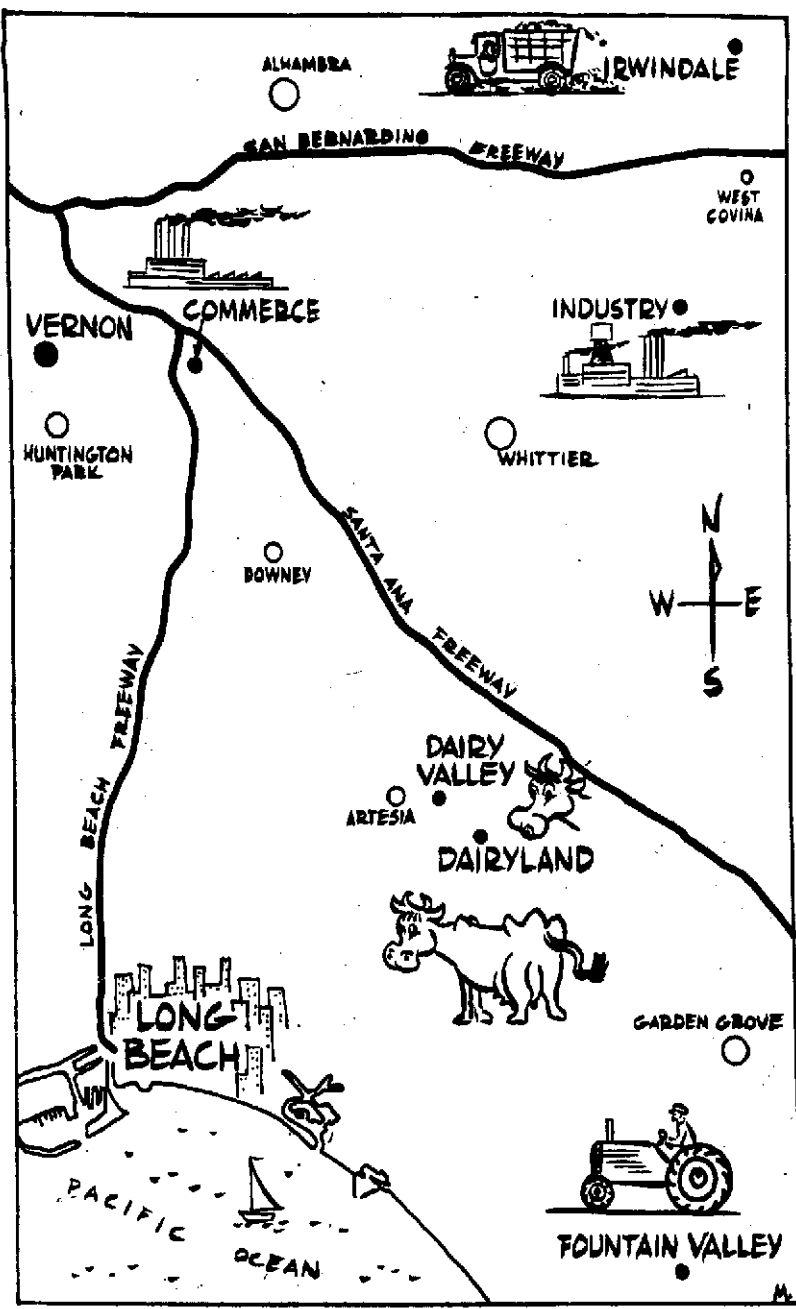 ALHAMBRA
IRWINDALE
SAN BERNARDINO FREEWAY
WEST
COVINA
COMMERCE
VERNON
INDUSTRY
HUNTINGTON
PARK
WHITTIER
SANTA ANA FREEWAY
DOWNEY
N
W E
S
LONG BEACH FREEWAY
DAIRY
VALLEY
ARTESIA
DAIRYLAND
LONG
BEACH
GARDEN GROVE
PACIFIC
OCEAN
FOUNTAIN VALLEY
M.